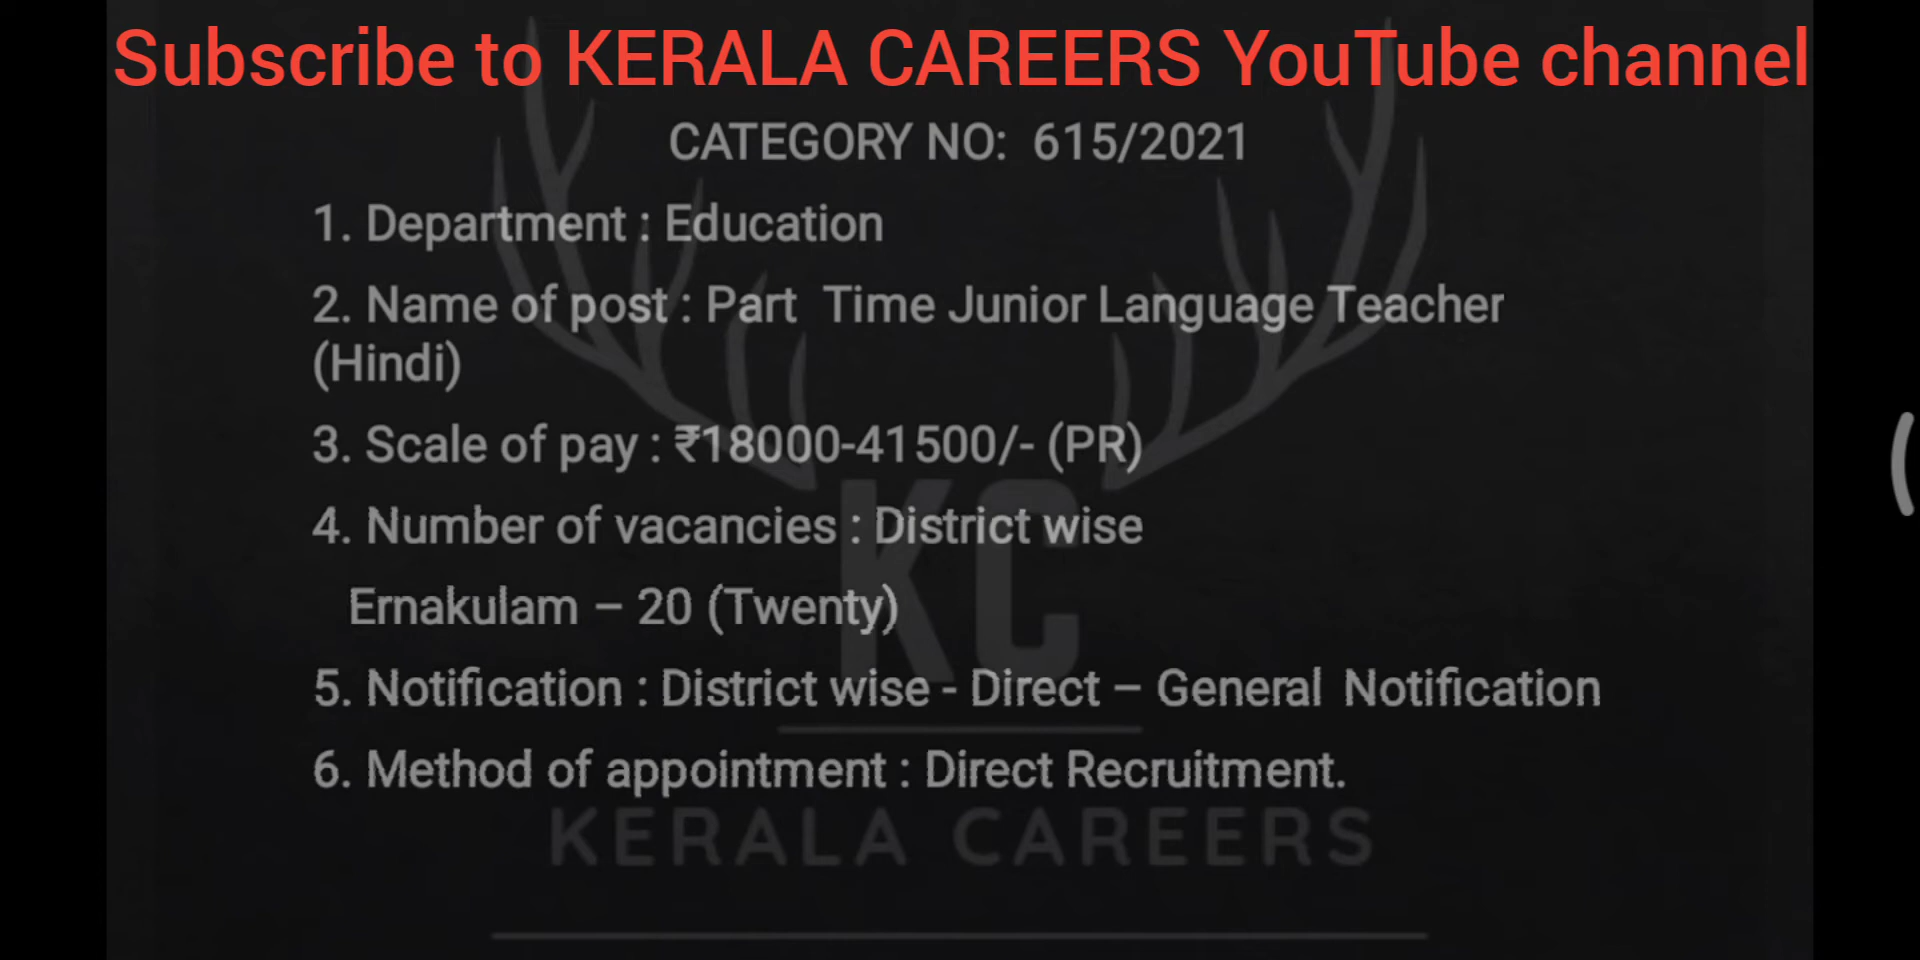 Subscribe to KERALA CAREERS YouTube channel
CATEGORY NO: 615/2021
1. Department : Education
2. Name of post : Part Time Junior Language Teacher
(Hindi)
3. Scale of pay : ₹18000-41500/- (PR)
4. Number of vacancies : District wise
Ernakulam – 20 (Twenty)
5. Notification : District wise - Direct – General Notification
6. Method of appointment : Direct Recruitment.
KC
KERALA CAREERS